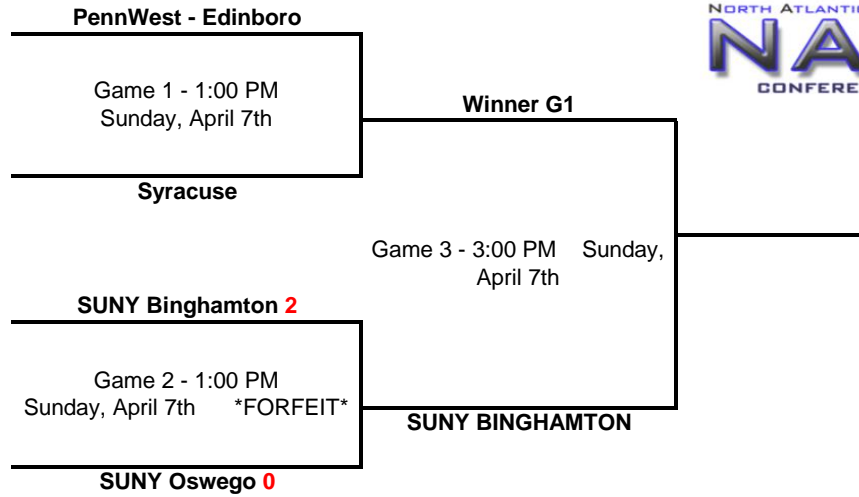 PennWest - Edinboro
NORTH ATLANTI
NA
CONFERE
Game 1 - 1:00 PM
Sunday, April 7th
Winner G1
Syracuse
Game 3 - 3:00 PM Sunday,
April 7th
SUNY Binghamton 2
Game 2 - 1:00 PM
Sunday, April 7th *FORFEIT*
SUNY BINGHAMTON
SUNY Oswego 0